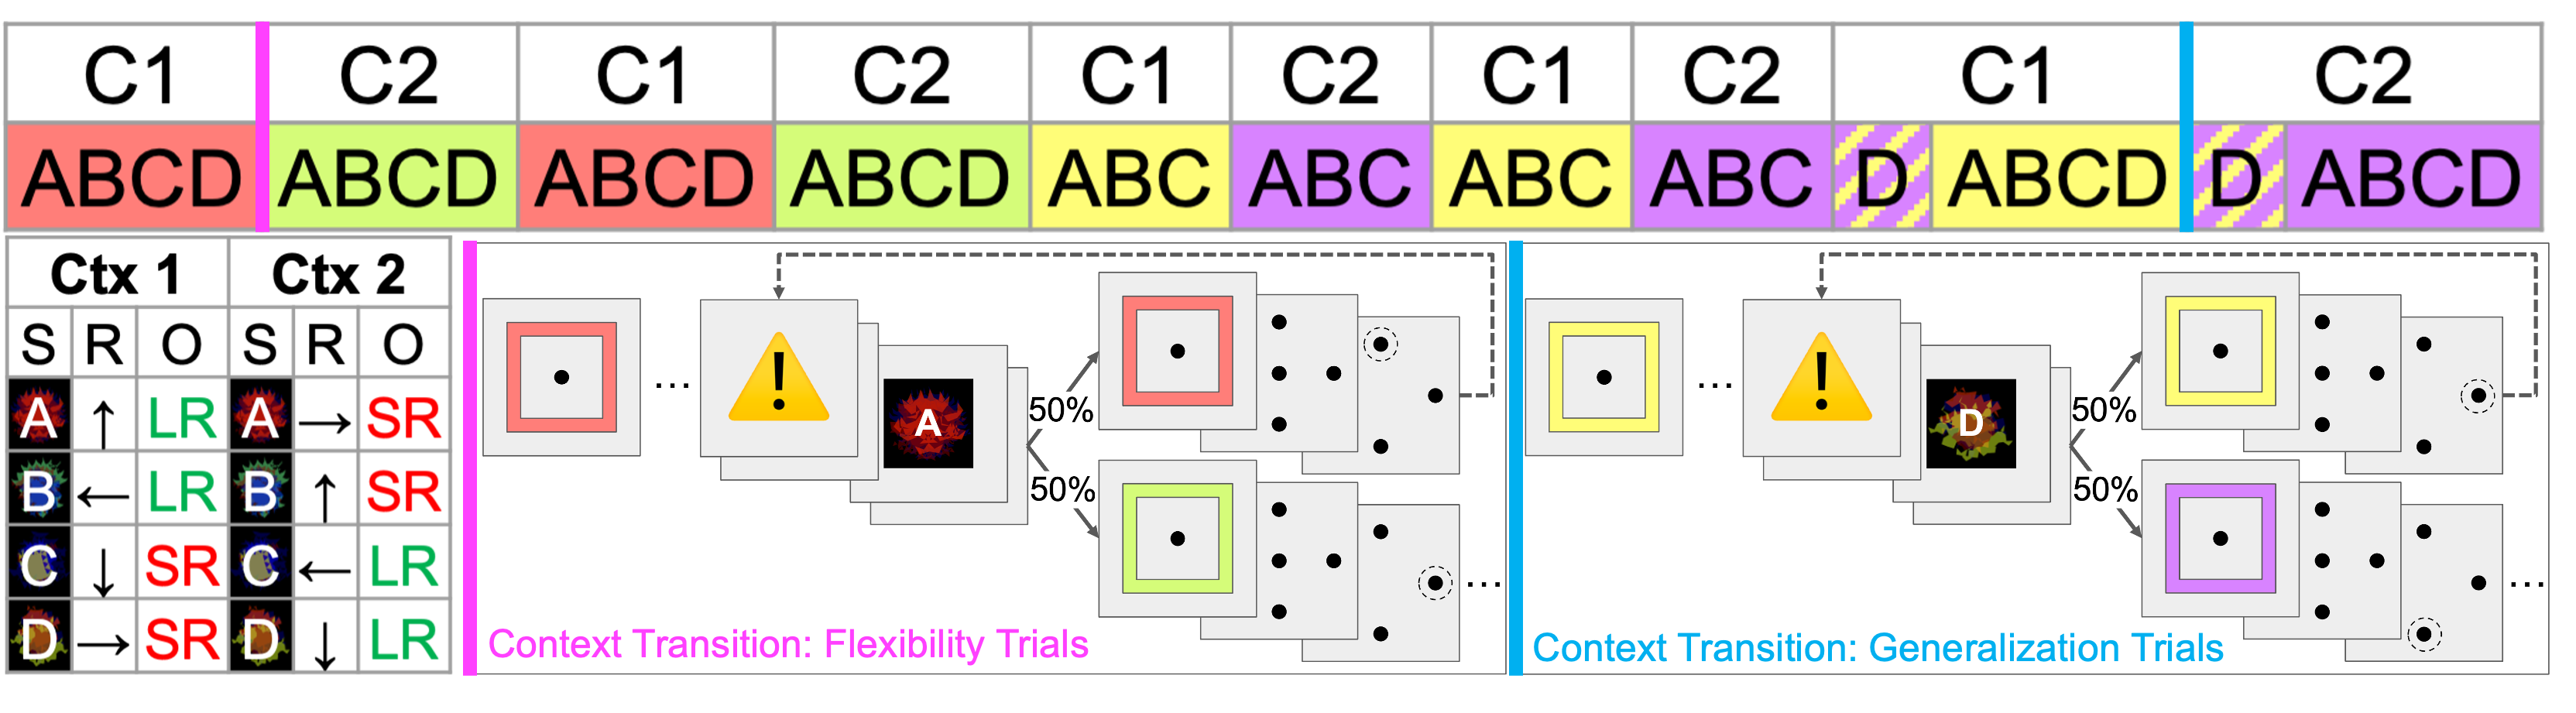 C1 C2 C1 C2 C1 C2 C1 C2 C1 C2
ABCD ABCD ABCD ABCD ABC ABC ABC ABC D ABCD D ABCD
Ctx 1 Ctx 2
S R O S R O
A ↑ LR A → SR
B ← LR B ↑ SR
C ↓ SR C ← LR
D → SR D ↓ LR
! ... A 50% 50% ...
Context Transition: Flexibility Trials
! ... D 50% 50% ...
Context Transition: Generalization Trials